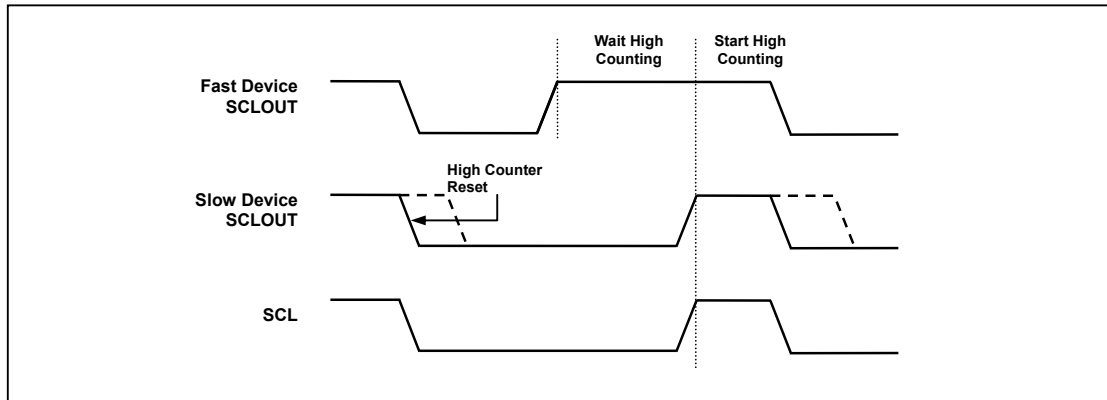 Wait High
Counting
Start High
Counting
Fast Device
SCLOUT
High Counter
Reset
Slow Device
SCLOUT
SCL